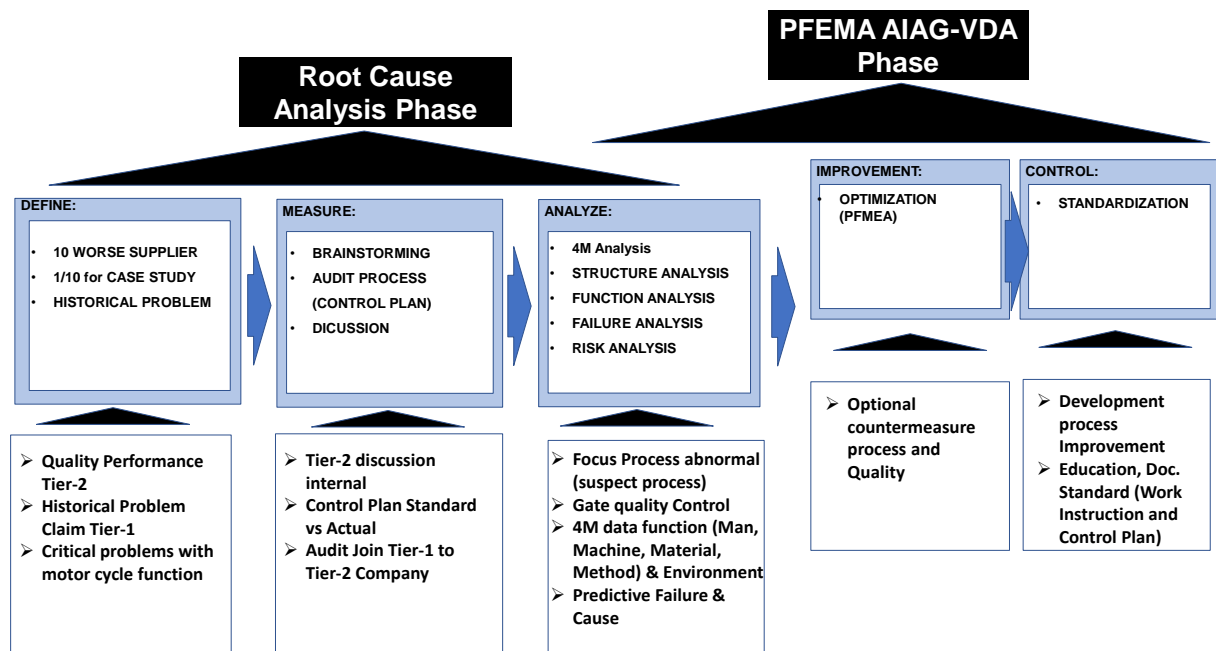 PFEMA AIAG-VDA
Phase
Root Cause
Analysis Phase
DEFINE:
• 10 WORSE SUPPLIER
• 1/10 for CASE STUDY
• HISTORICAL PROBLEM
MEASURE:
• BRAINSTORMING
• AUDIT PROCESS
(CONTROL PLAN)
• DICUSSION
ANALYZE:
• 4M Analysis
• STRUCTURE ANALYSIS
• FUNCTION ANALYSIS
• FAILURE ANALYSIS
• RISK ANALYSIS
IMPROVEMENT:
• OPTIMIZATION
(PFMEA)
CONTROL:
• STANDARDIZATION
➢ Quality Performance
Tier-2
➢ Historical Problem
Claim Tier-1
➢ Critical problems with
motor cycle function
➢ Tier-2 discussion
internal
➢ Control Plan Standard
vs Actual
➢ Audit Join Tier-1 to
Tier-2 Company
➢ Focus Process abnormal
(suspect process)
➢ Gate quality Control
➢ 4M data function (Man,
Machine, Material,
Method) & Environment
➢ Predictive Failure &
Cause
➢ Optional
countermeasure
process and
Quality
➢ Development
process
Improvement
➢ Education, Doc.
Standard (Work
Instruction and
Control Plan)